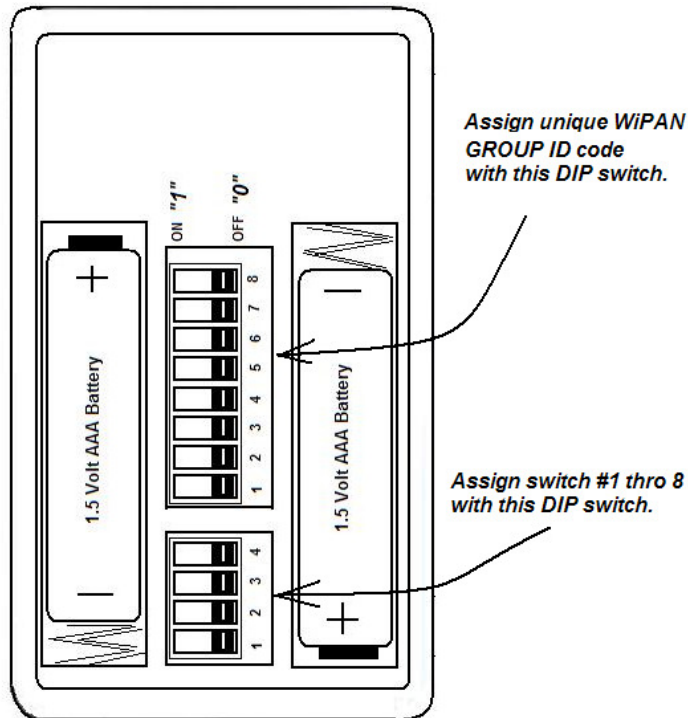 Assign unique WiPAN
GROUP ID code
with this DIP switch.
ON "1"
OFF "0"
8
7
6
5
4
3
2
1
1.5 Volt AAA Battery
+
−
1.5 Volt AAA Battery
−
+
Assign switch #1 thro 8
with this DIP switch.
4
3
2
1